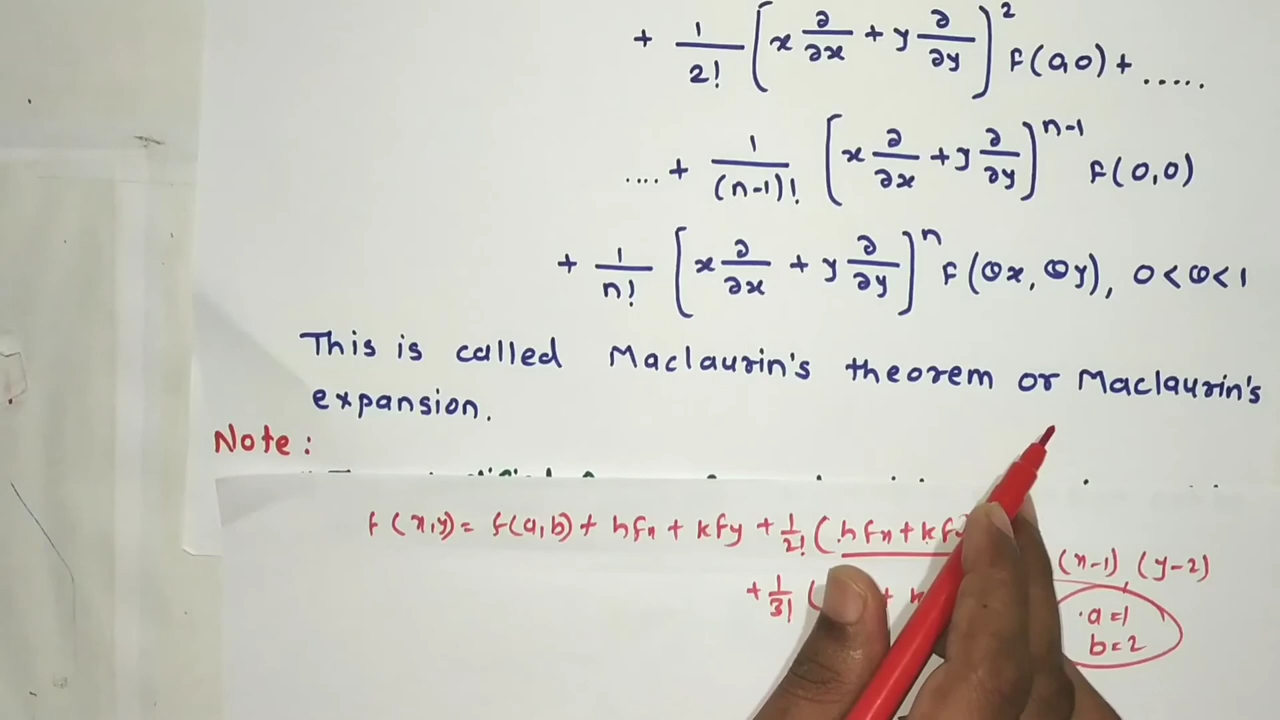 + 1/2! [x ∂/∂x + y ∂/∂y]² f(0,0) + .....
.... + 1/(n-1)! [x ∂/∂x + y ∂/∂y]ⁿ⁻¹ f(0,0)
+ 1/n! [x ∂/∂x + y ∂/∂y]ⁿ f(θx, θy), 0<θ<1
This is called Maclaurin's theorem or Maclaurin's
expansion.
Note:
f(x,y) = f(a,b) + hfx + kfy + 1/2! (hfx + kf
(x-1), (y-2)
+ 1/3! (
a=1
b=2